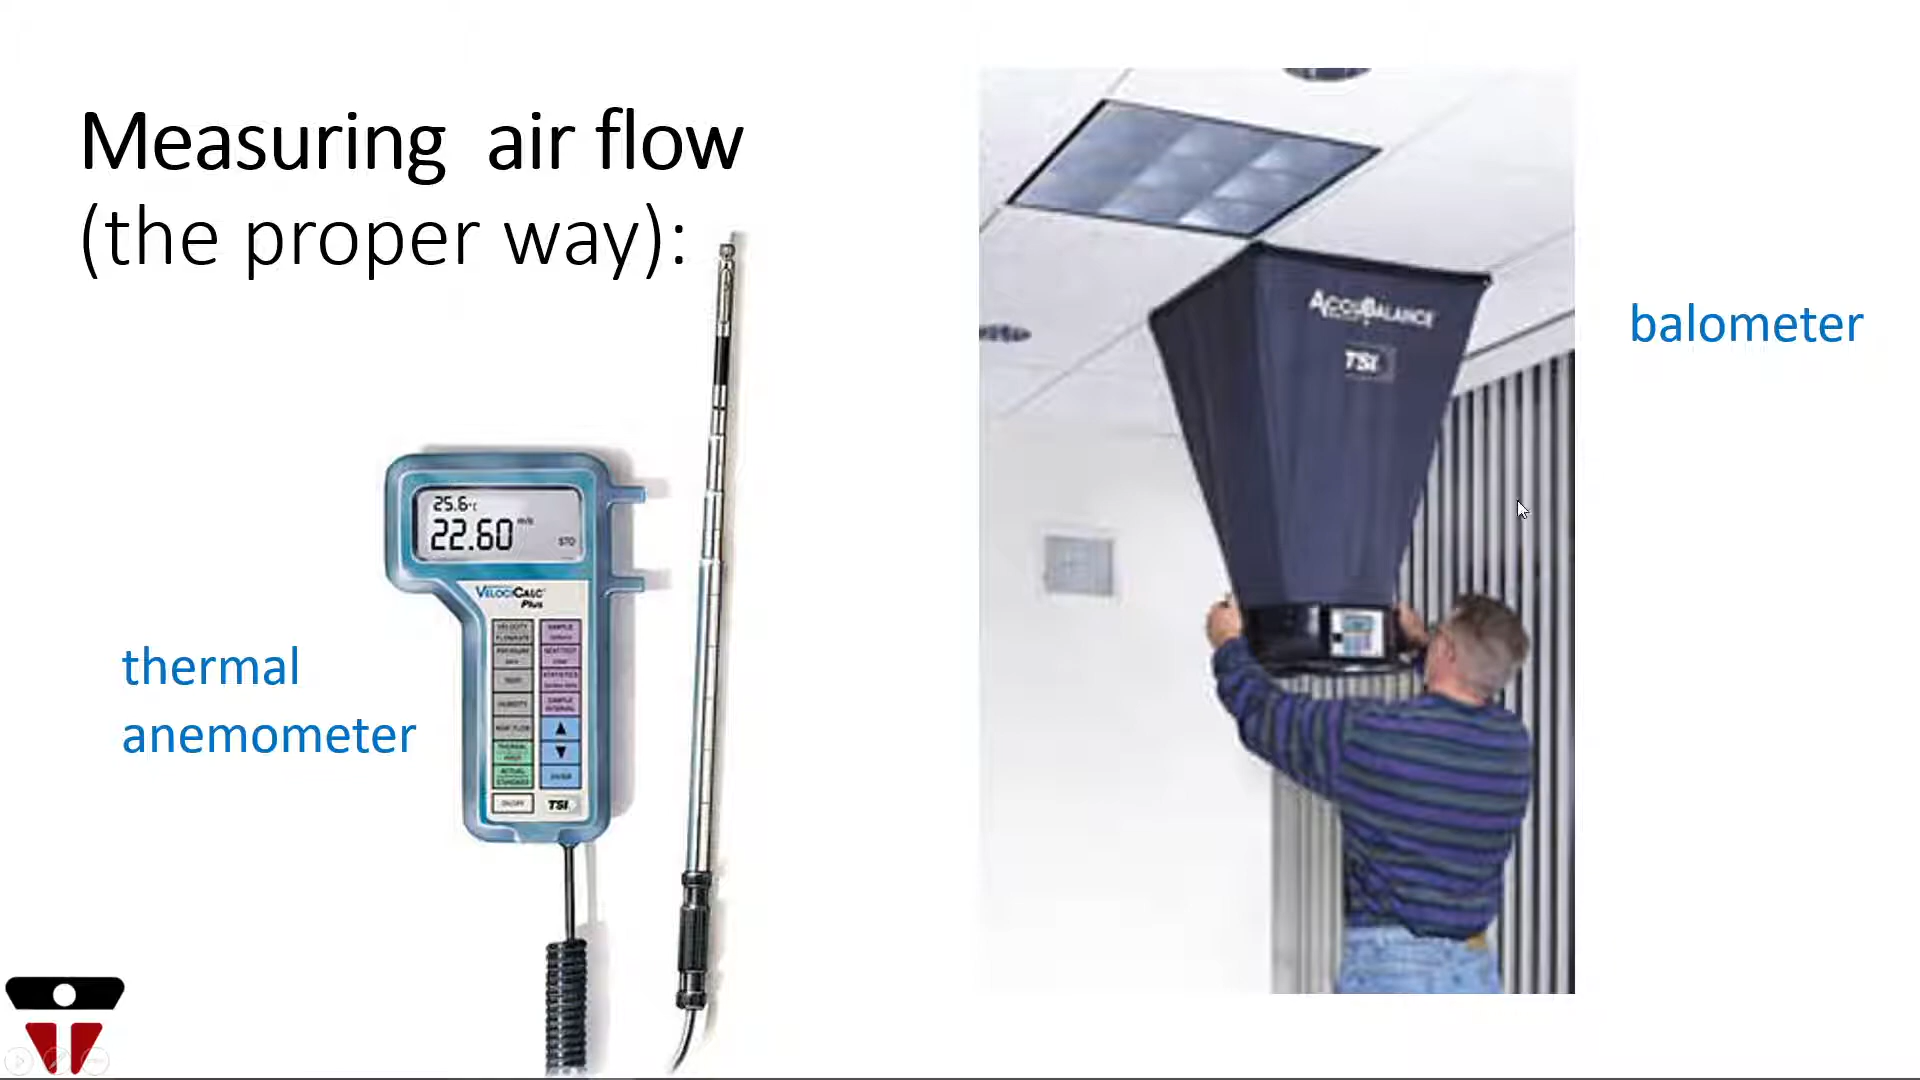 Measuring  air flow
(the proper way):
ACCUBALANCE
TSI
balometer
25.6°C
22.60 m/s
STD
VELOCICALC
Plus
thermal
anemometer
TSI